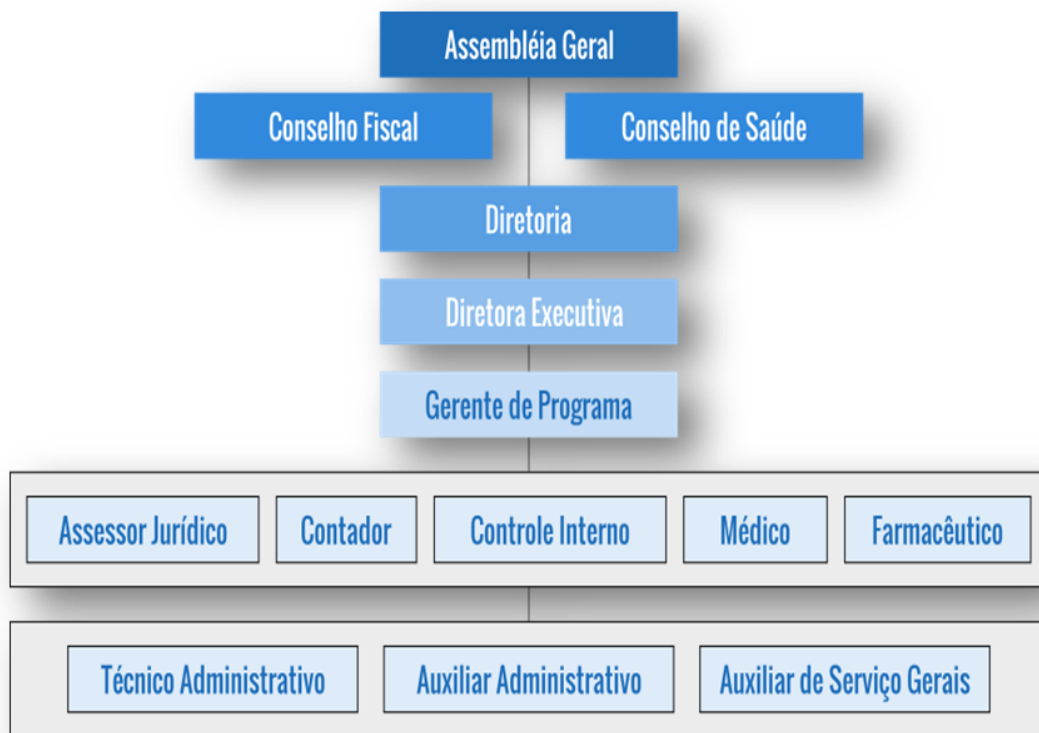 Assembléia Geral
Conselho Fiscal
Conselho de Saúde
Diretoria
Diretora Executiva
Gerente de Programa
Assessor Jurídico
Contador
Controle Interno
Médico
Farmacêutico
Técnico Administrativo
Auxiliar Administrativo
Auxiliar de Serviço Gerais